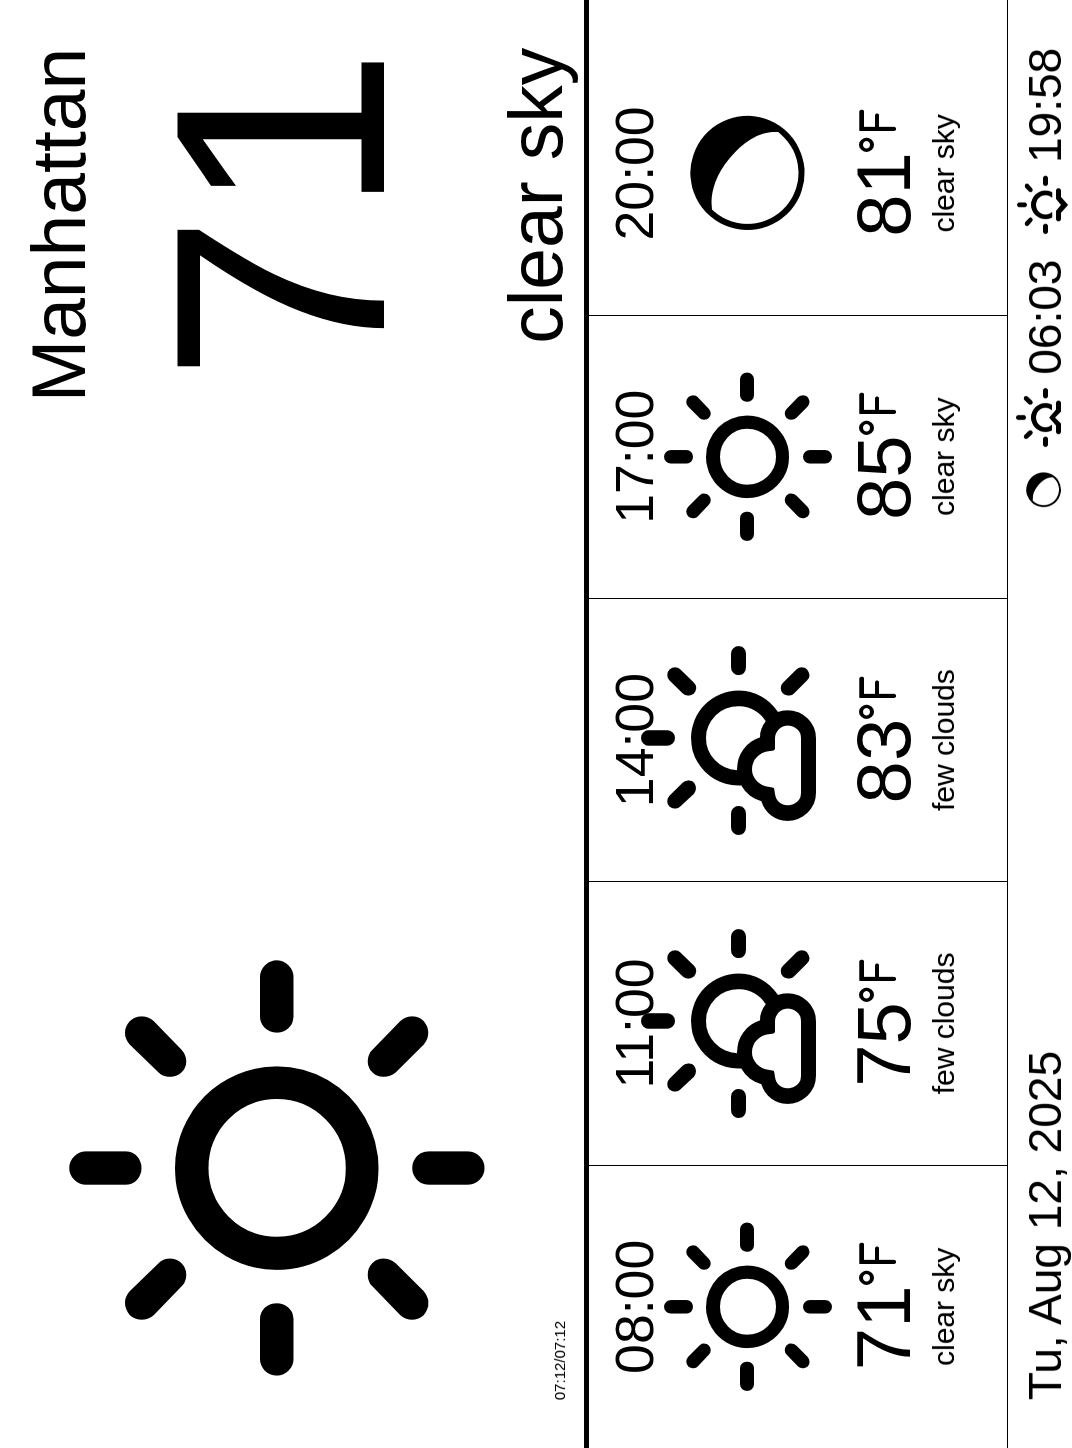 Manhattan
71
clear sky
07:12/07:12
08:00
71°F
clear sky
11:00
75°F
few clouds
14:00
83°F
few clouds
17:00
85°F
clear sky
20:00
81°F
clear sky
Tu, Aug 12, 2025
06:03
19:58